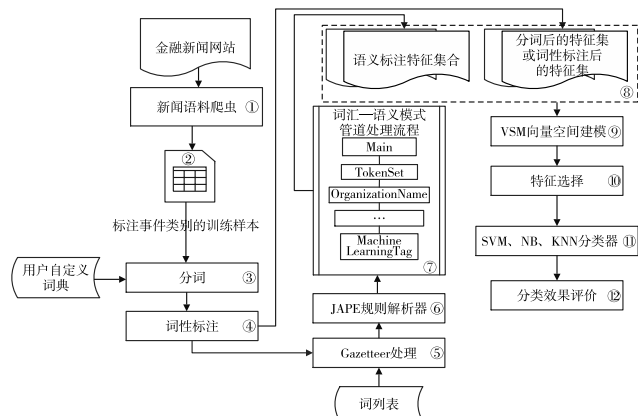 金融新闻网站
新闻语料爬虫 ①
②
标注事件类别的训练样本
用户自定义
词典
分词 ③
词性标注 ④
语义标注特征集合
分词后的特征集
或词性标注后
的特征集
⑧
词汇—语义模式
管道处理流程
Main
TokenSet
OrganizationName
…
Machine
LearningTag
⑦
JAPE规则解析器 ⑥
Gazetteer处理 ⑤
词列表
VSM向量空间建模 ⑨
特征选择 ⑩
SVM、NB、KNN分类器 ⑪
分类效果评价 ⑫